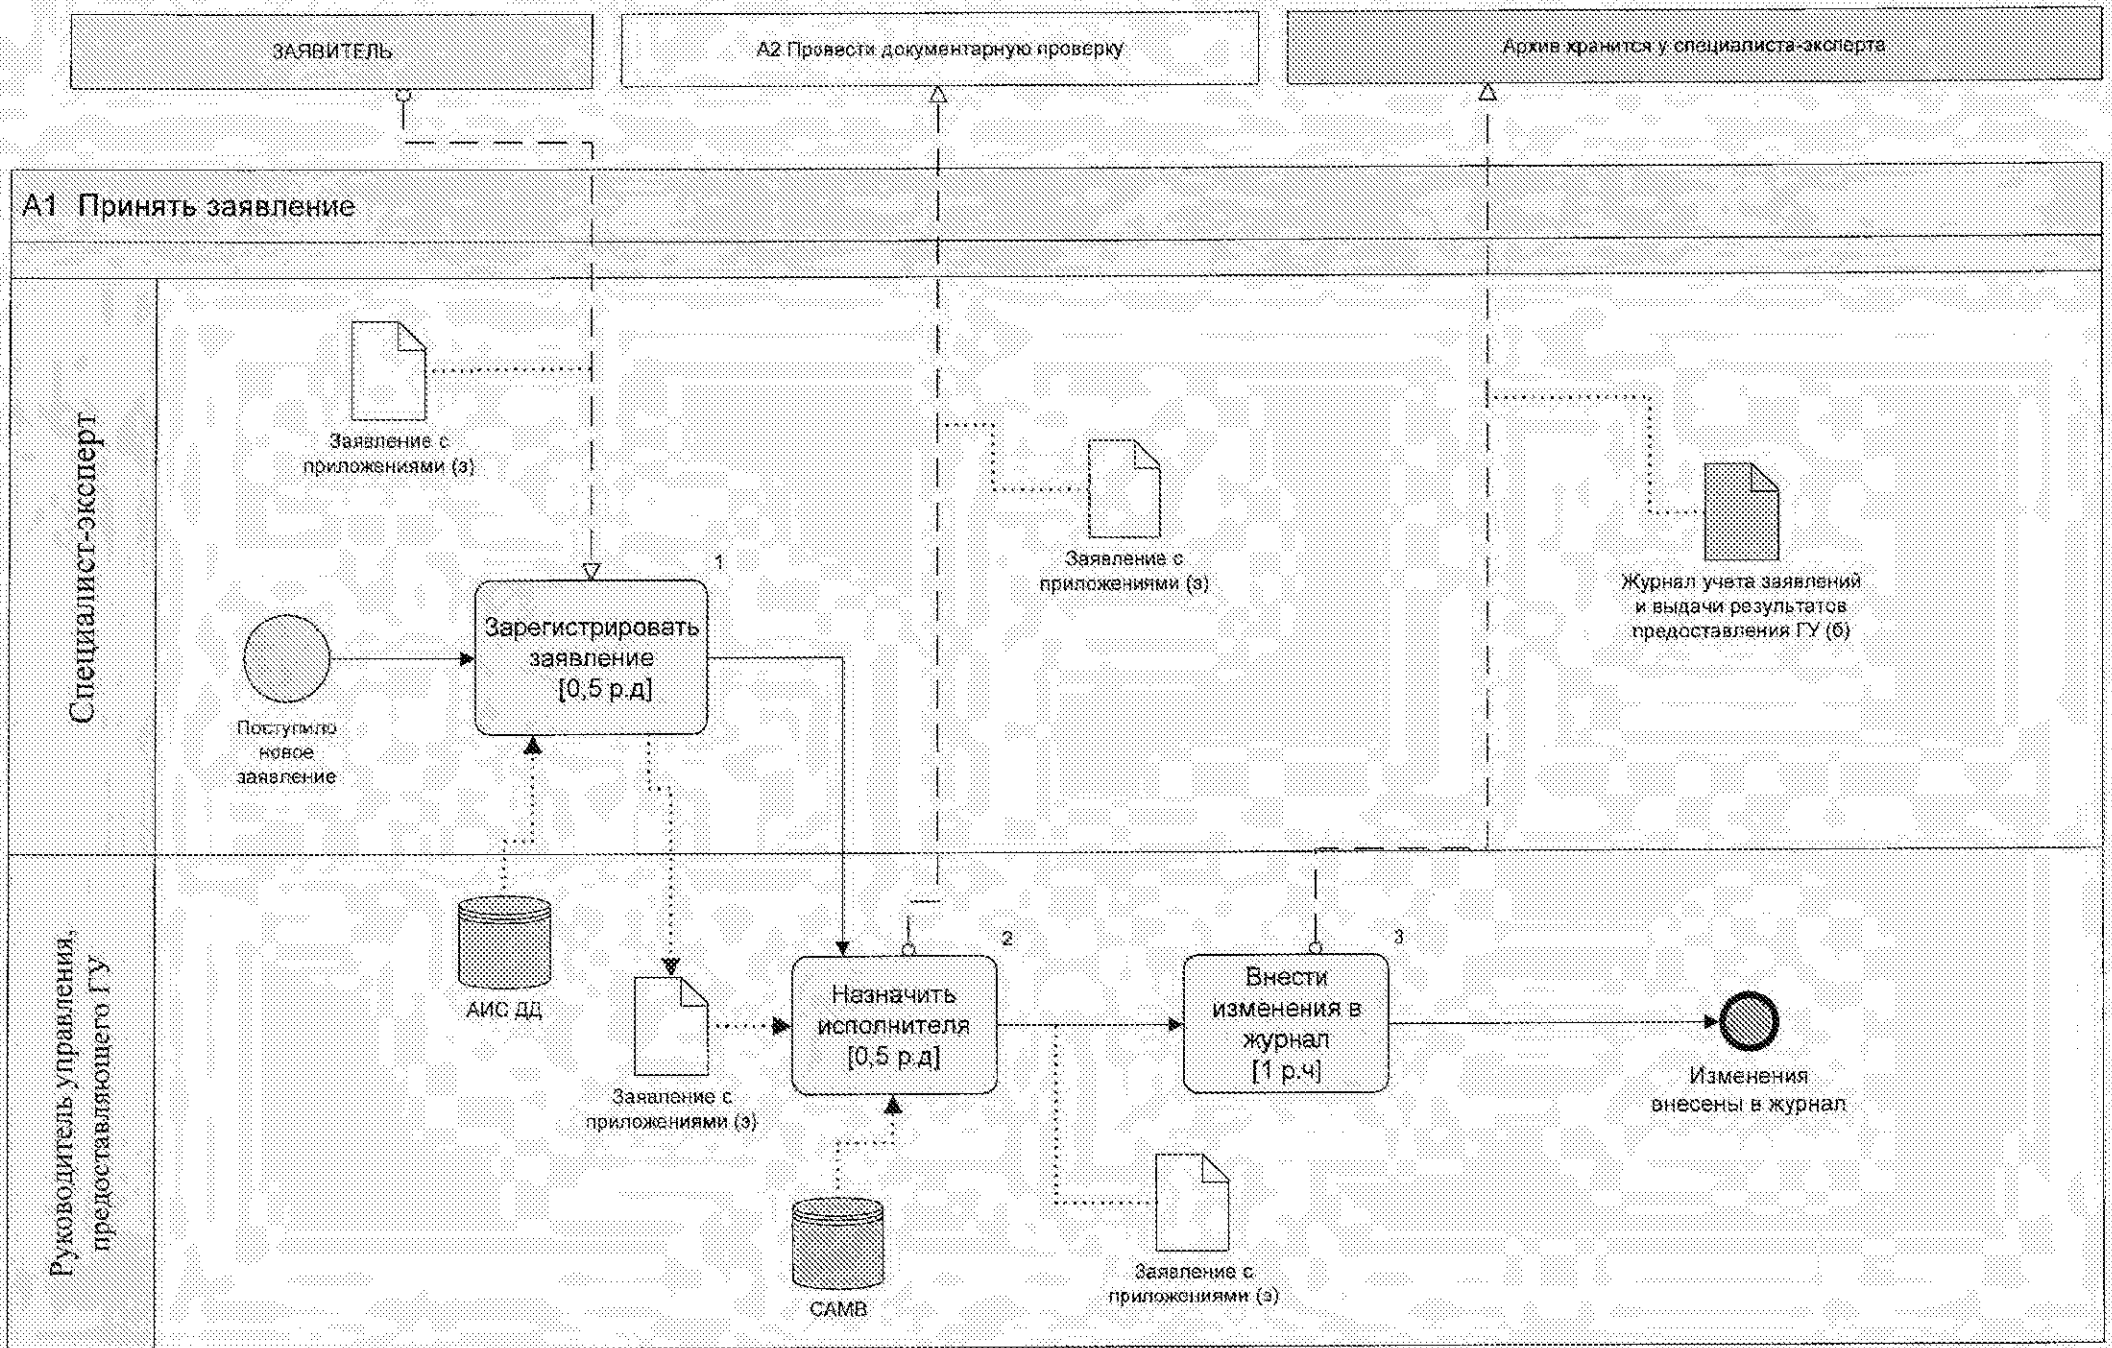 ЗАЯВИТЕЛЬ
А2 Провести документарную проверку
Архив хранится у специалиста-эксперта
А1 Принять заявление
Специалист-эксперт
Заявление с
приложениями (э)
Заявление с
приложениями (э)
Журнал учета заявлений
и выдачи результатов
предоставления ГУ (б)
1
Зарегистрировать
заявление
[0,5 р.д]
Поступило
новое
заявление
Руководитель управления,
предоставляющего ГУ
АИС ДД
Заявление с
приложениями (э)
2
Назначить
исполнителя
[0,5 р.д]
САМВ
3
Внести
изменения в
журнал
[1 р.ч]
Заявление с
приложениями (э)
Изменения
внесены в журнал